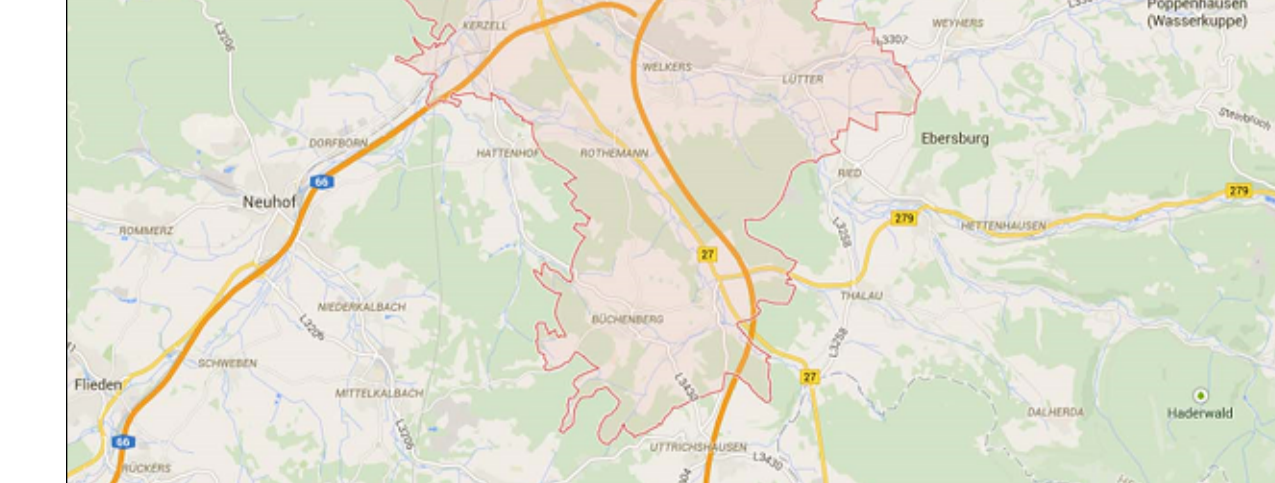 Poppenhausen
(Wasserkuppe)
L3206
KERZELL
WEYHERS
L3307
WELKERS
LÜTTER
Steinbruch
DORFBORN
HATTENHOF
ROTHEMANN
Ebersburg
RIED
66
Neuhof
279
279
ROMMERZ
L3258
HETTENHAUSEN
27
NIEDERKALBACH
THALAU
BÜCHENBERG
L3206
L3258
SCHWEBEN
Flieden
27
MITTELKALBACH
L3430
DALHERDA
Haderwald
66
L3206
UTTRICHSHAUSEN
L3430
RÜCKERS